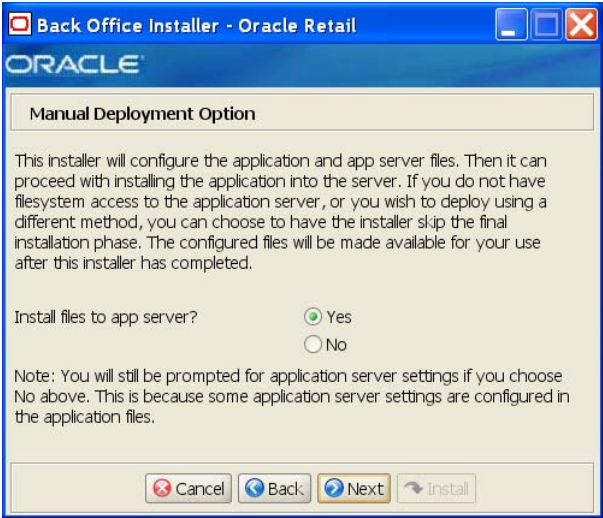 Back Office Installer - Oracle Retail
ORACLE
Manual Deployment Option
This installer will configure the application and app server files. Then it can
proceed with installing the application into the server. If you do not have
filesystem access to the application server, or you wish to deploy using a
different method, you can choose to have the installer skip the final
installation phase. The configured files will be made available for your use
after this installer has completed.
Install files to app server?
Yes
No
Note: You will still be prompted for application server settings if you choose
No above. This is because some application server settings are configured in
the application files.
Cancel Back Next Install